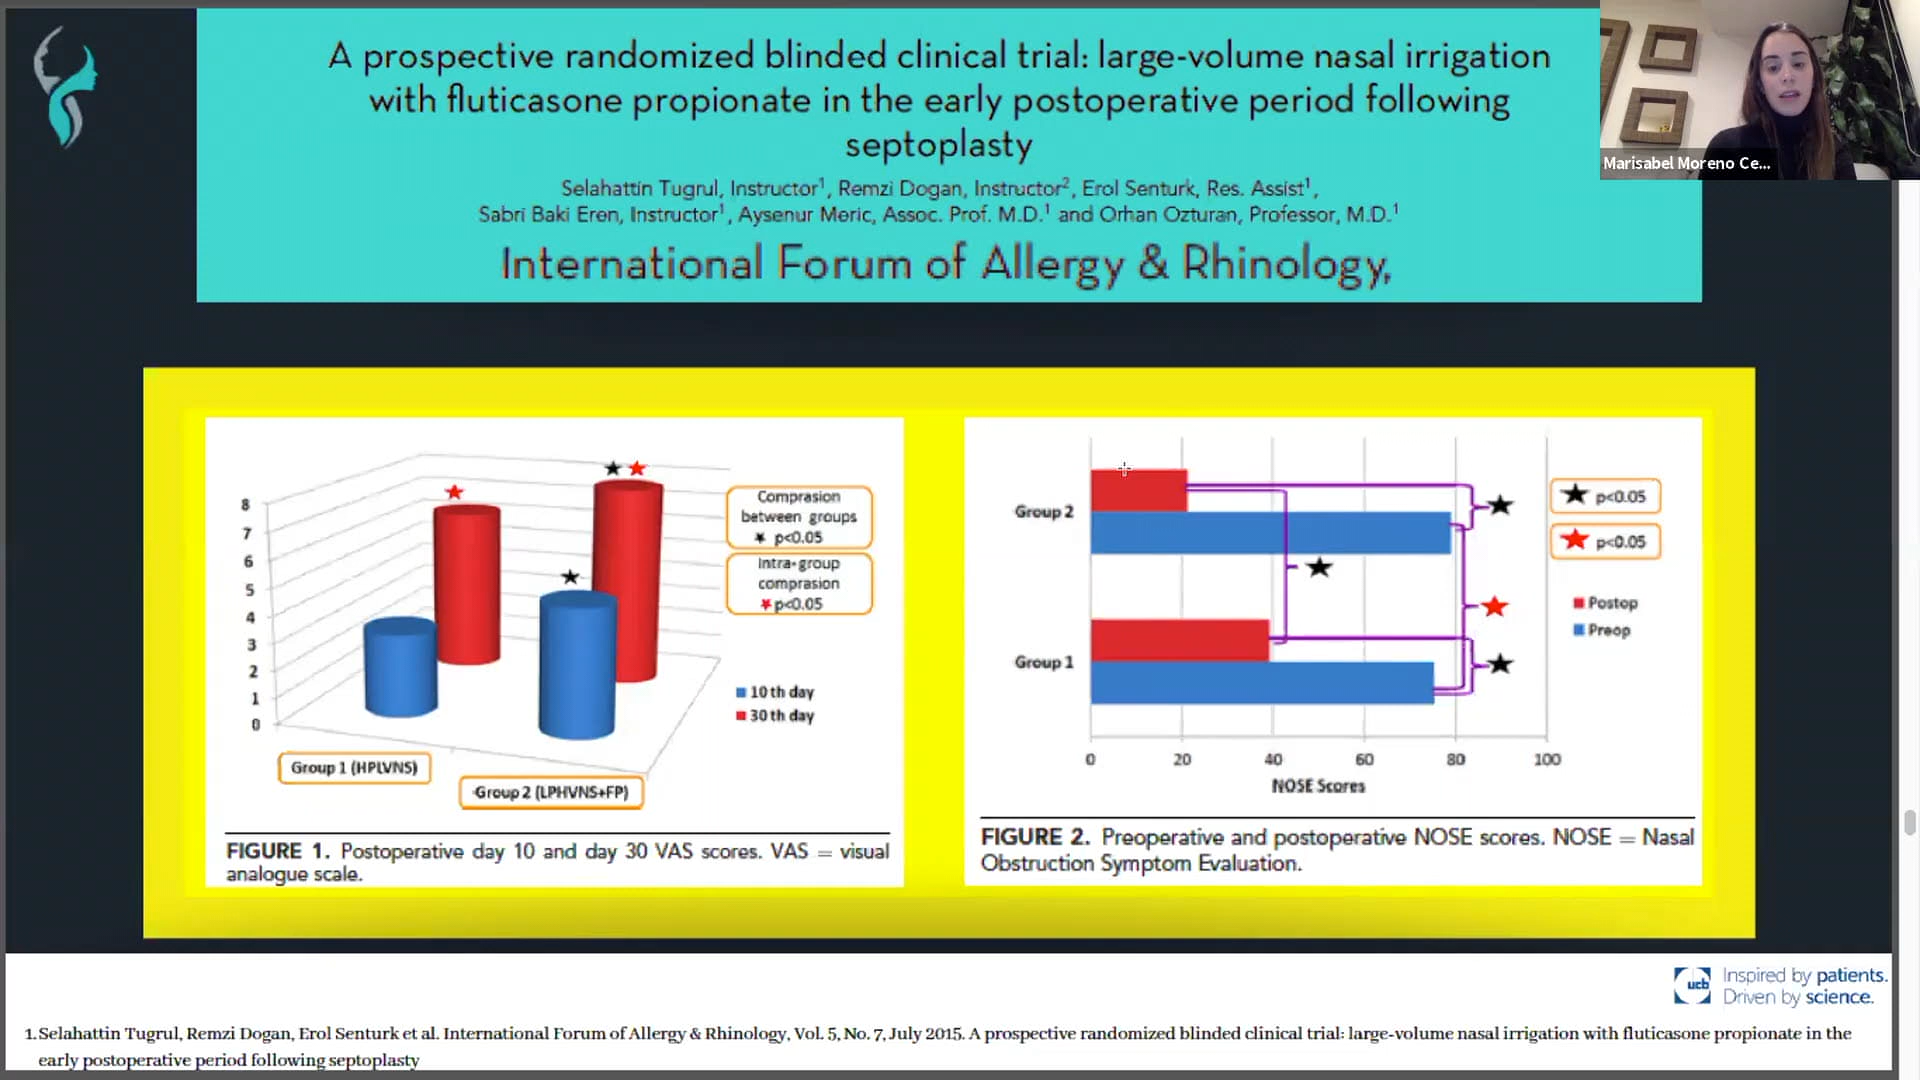 A prospective randomized blinded clinical trial: large-volume nasal irrigation
with fluticasone propionate in the early postoperative period following
septoplasty
Selahattin Tugrul, Instructor¹, Remzi Dogan, Instructor², Erol Senturk, Res. Assist¹,
Sabri Baki Eren, Instructor¹, Aysenur Meric, Assoc. Prof. M.D.¹ and Orhan Ozturan, Professor, M.D.¹
International Forum of Allergy & Rhinology,
Marisabel Moreno Ce...
8
7
6
5
4
3
2
1
0
Comprasion
between groups
★ p<0.05
Intra-group
comprasion
★p<0.05
10 th day
30 th day
Group 1 (HPLVNS)
Group 2 (LPHVNS+FP)
FIGURE 1. Postoperative day 10 and day 30 VAS scores. VAS = visual
analogue scale.
Group 2
Group 1
★ p<0.05
★ p<0.05
Postop
Preop
0 20 40 60 80 100
NOSE Scores
FIGURE 2. Preoperative and postoperative NOSE scores. NOSE = Nasal
Obstruction Symptom Evaluation.
ucb
Inspired by patients.
Driven by science.
1.Selahattin Tugrul, Remzi Dogan, Erol Senturk et al. International Forum of Allergy & Rhinology, Vol. 5, No. 7, July 2015. A prospective randomized blinded clinical trial: large-volume nasal irrigation with fluticasone propionate in the
early postoperative period following septoplasty